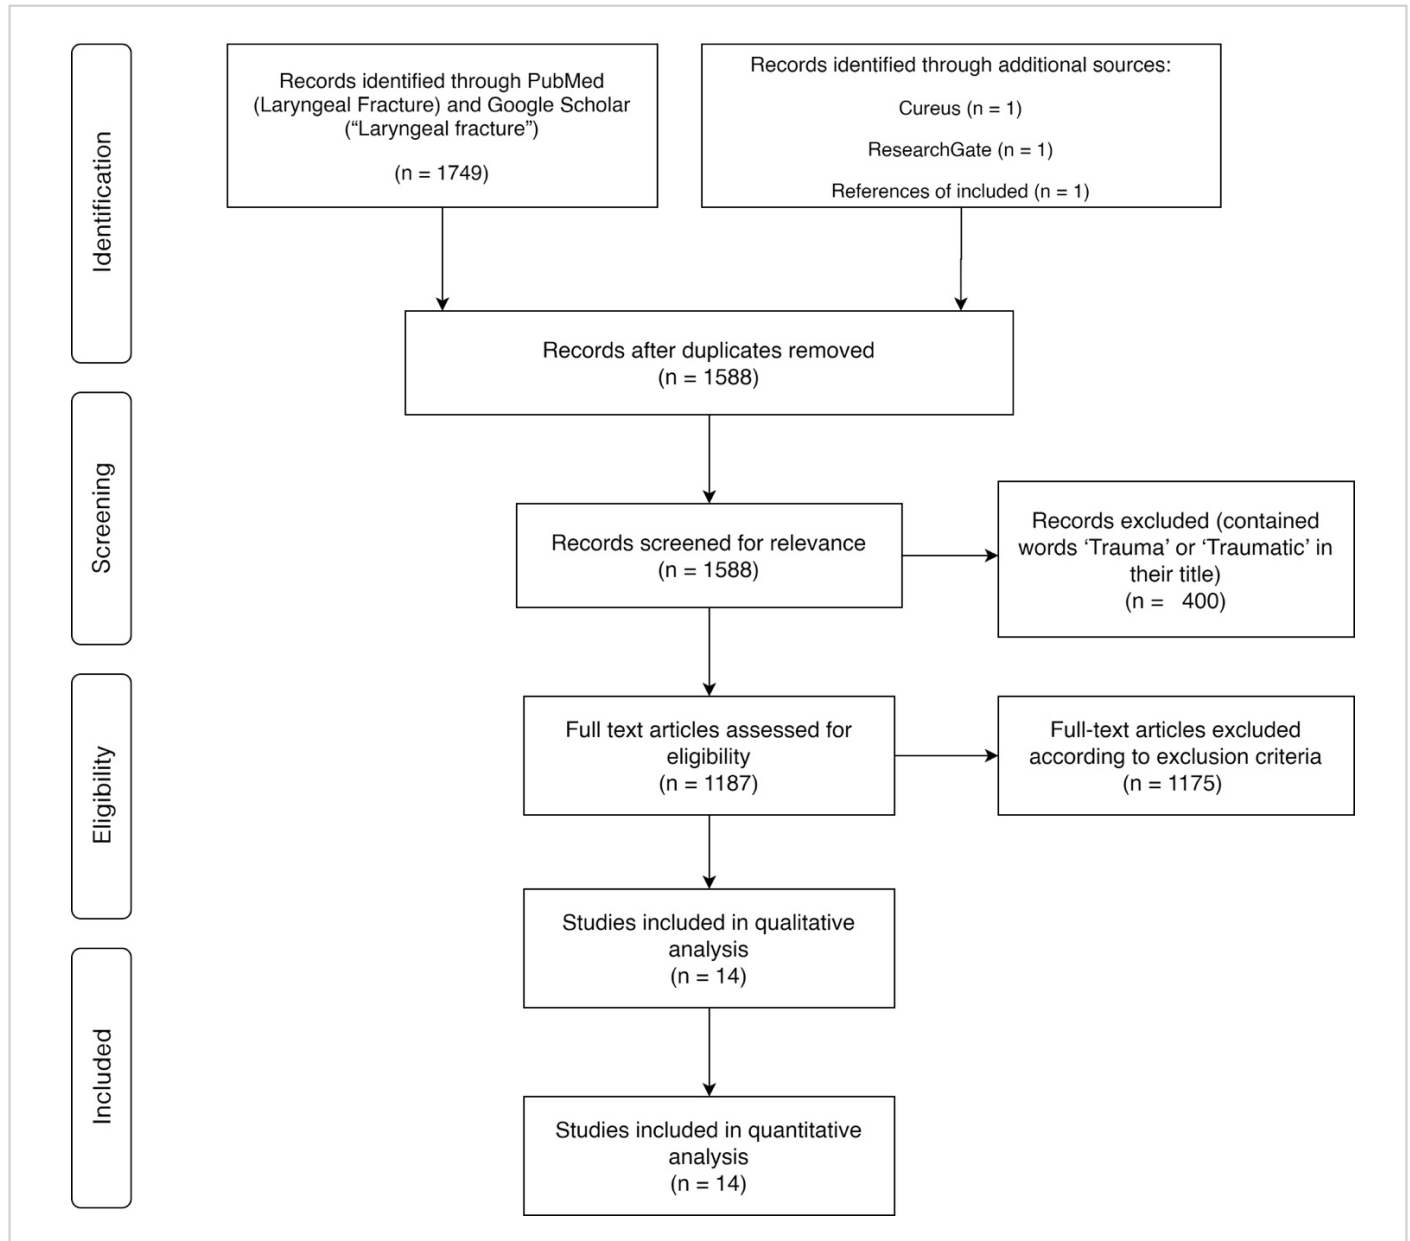 Identification
Records identified through PubMed
(Laryngeal Fracture) and Google Scholar
(“Laryngeal fracture”)
(n = 1749)
Records identified through additional sources:
Cureus (n = 1)
ResearchGate (n = 1)
References of included (n = 1)
Records after duplicates removed
(n = 1588)
Screening
Records screened for relevance
(n = 1588)
Records excluded (contained
words ‘Trauma’ or ‘Traumatic’ in
their title)
(n =   400)
Eligibility
Full text articles assessed for
eligibility
(n = 1187)
Full-text articles excluded
according to exclusion criteria
(n = 1175)
Studies included in qualitative
analysis
(n = 14)
Included
Studies included in quantitative
analysis
(n = 14)